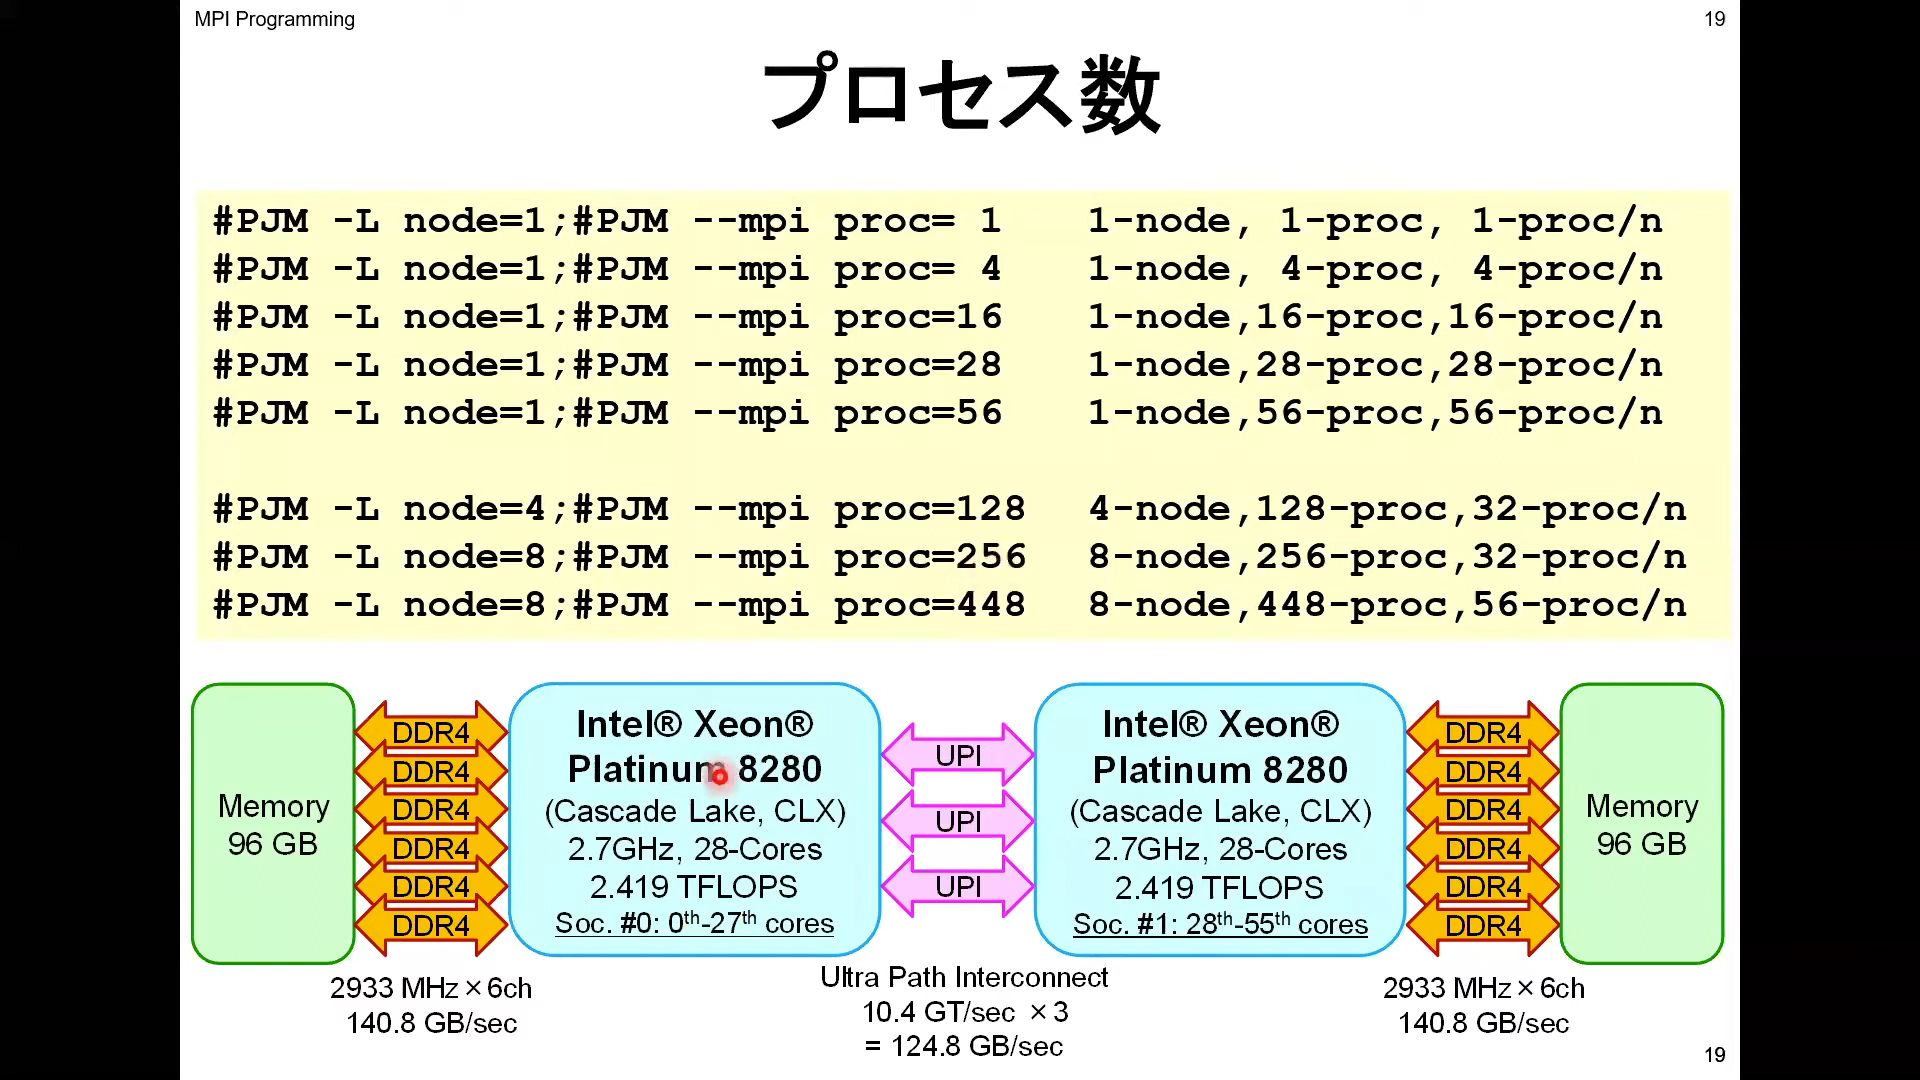 MPI Programming
19
プロセス数
#PJM -L node=1;#PJM --mpi proc= 1 1-node, 1-proc, 1-proc/n
#PJM -L node=1;#PJM --mpi proc= 4 1-node, 4-proc, 4-proc/n
#PJM -L node=1;#PJM --mpi proc=16 1-node,16-proc,16-proc/n
#PJM -L node=1;#PJM --mpi proc=28 1-node,28-proc,28-proc/n
#PJM -L node=1;#PJM --mpi proc=56 1-node,56-proc,56-proc/n
#PJM -L node=4;#PJM --mpi proc=128 4-node,128-proc,32-proc/n
#PJM -L node=8;#PJM --mpi proc=256 8-node,256-proc,32-proc/n
#PJM -L node=8;#PJM --mpi proc=448 8-node,448-proc,56-proc/n
Memory
96 GB
DDR4
DDR4
DDR4
DDR4
DDR4
DDR4
2933 MHz×6ch
140.8 GB/sec
Intel® Xeon®
Platinum 8280
(Cascade Lake, CLX)
2.7GHz, 28-Cores
2.419 TFLOPS
Soc. #0: 0th-27th cores
UPI
UPI
UPI
Ultra Path Interconnect
10.4 GT/sec ×3
= 124.8 GB/sec
Intel® Xeon®
Platinum 8280
(Cascade Lake, CLX)
2.7GHz, 28-Cores
2.419 TFLOPS
Soc. #1: 28th-55th cores
DDR4
DDR4
DDR4
DDR4
DDR4
DDR4
2933 MHz×6ch
140.8 GB/sec
Memory
96 GB
19